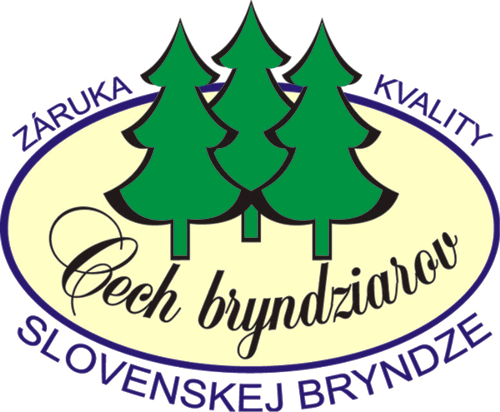 ZÁRUKA KVALITY
Cech bryndziarov
SLOVENSKEJ BRYNDZE